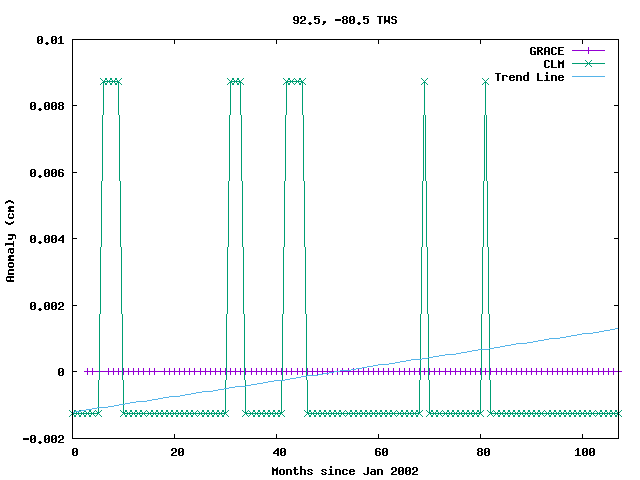 92.5, -80.5 TWS
GRACE
CLM
Trend Line
0.01
0.008
0.006
0.004
0.002
0
-0.002
Anomaly (cm)
0 20 40 60 80 100
Months since Jan 2002